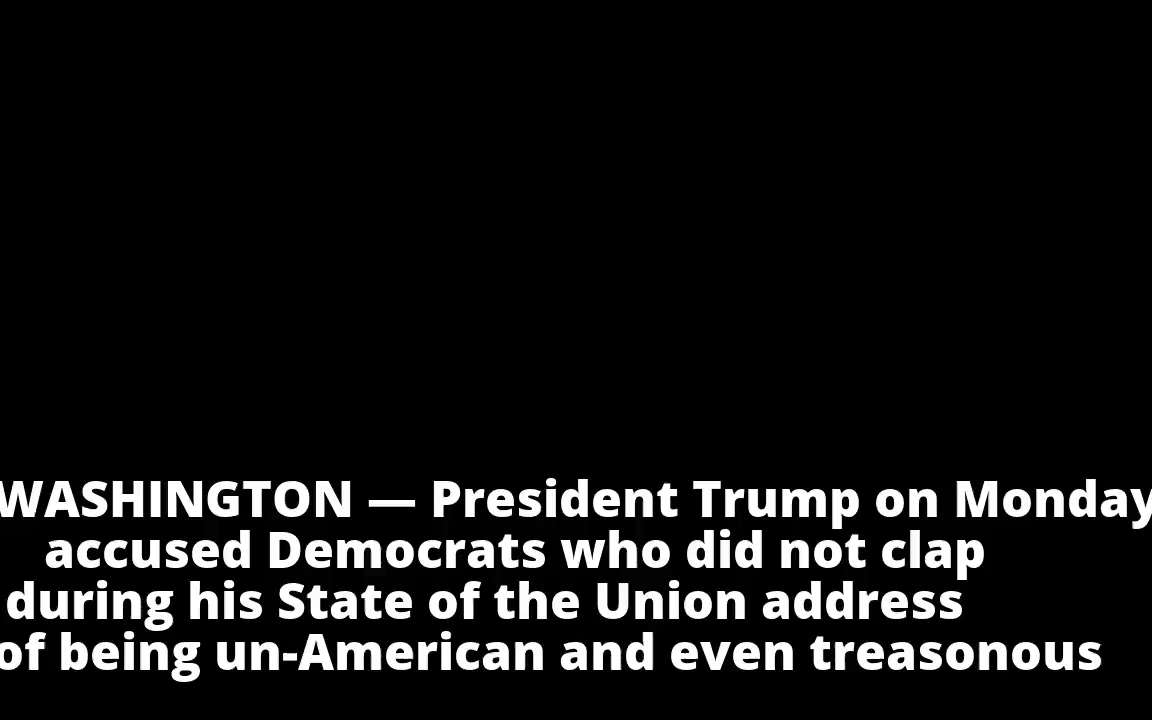 WASHINGTON — President Trump on Monday
accused Democrats who did not clap
during his State of the Union address
of being un-American and even treasonous